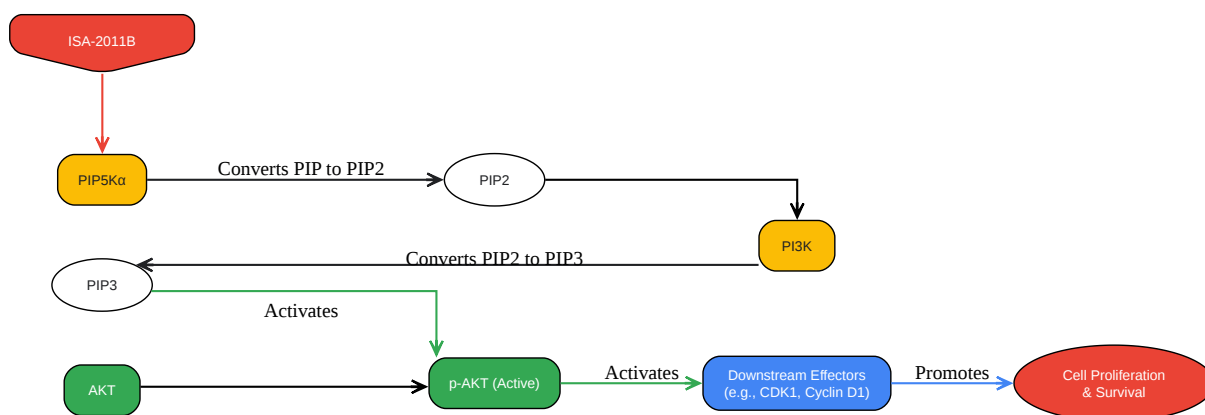 ISA-2011B
PIP5Kα
Converts PIP to PIP2
PIP2
PI3K
Converts PIP2 to PIP3
PIP3
Activates
AKT
p-AKT (Active)
Activates
Downstream Effectors
(e.g., CDK1, Cyclin D1)
Promotes
Cell Proliferation
& Survival